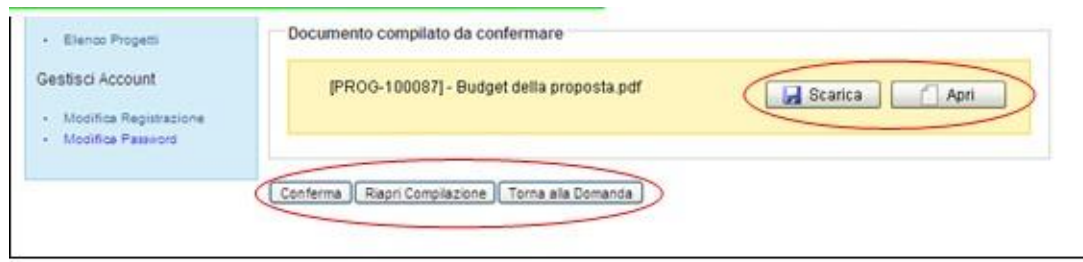 Elenco Progetti
Gestisci Account
Modifica Registrazione
Modifica Password
Documento compilato da confermare
[PROG-100087] - Budget della proposta.pdf
Scarica
Apri
Conferma
Riapri Compilazione
Torna alla Domanda